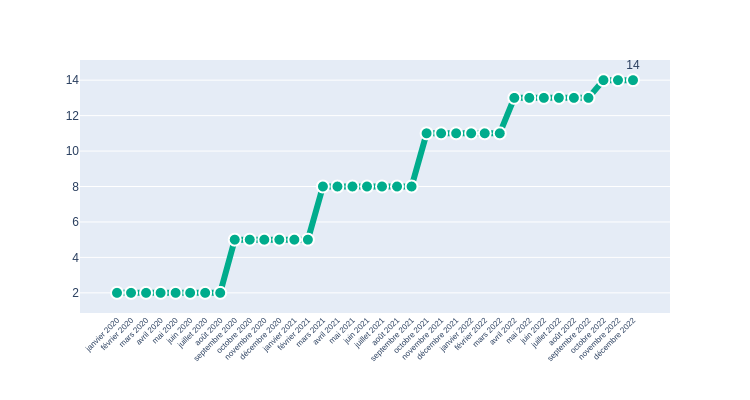 14
14
12
10
8
6
4
2
janvier 2020
février 2020
mars 2020
avril 2020
mai 2020
juin 2020
juillet 2020
août 2020
septembre 2020
octobre 2020
novembre 2020
décembre 2020
janvier 2021
février 2021
mars 2021
avril 2021
mai 2021
juin 2021
juillet 2021
août 2021
septembre 2021
octobre 2021
novembre 2021
décembre 2021
janvier 2022
février 2022
mars 2022
avril 2022
mai 2022
juin 2022
juillet 2022
août 2022
septembre 2022
octobre 2022
novembre 2022
décembre 2022